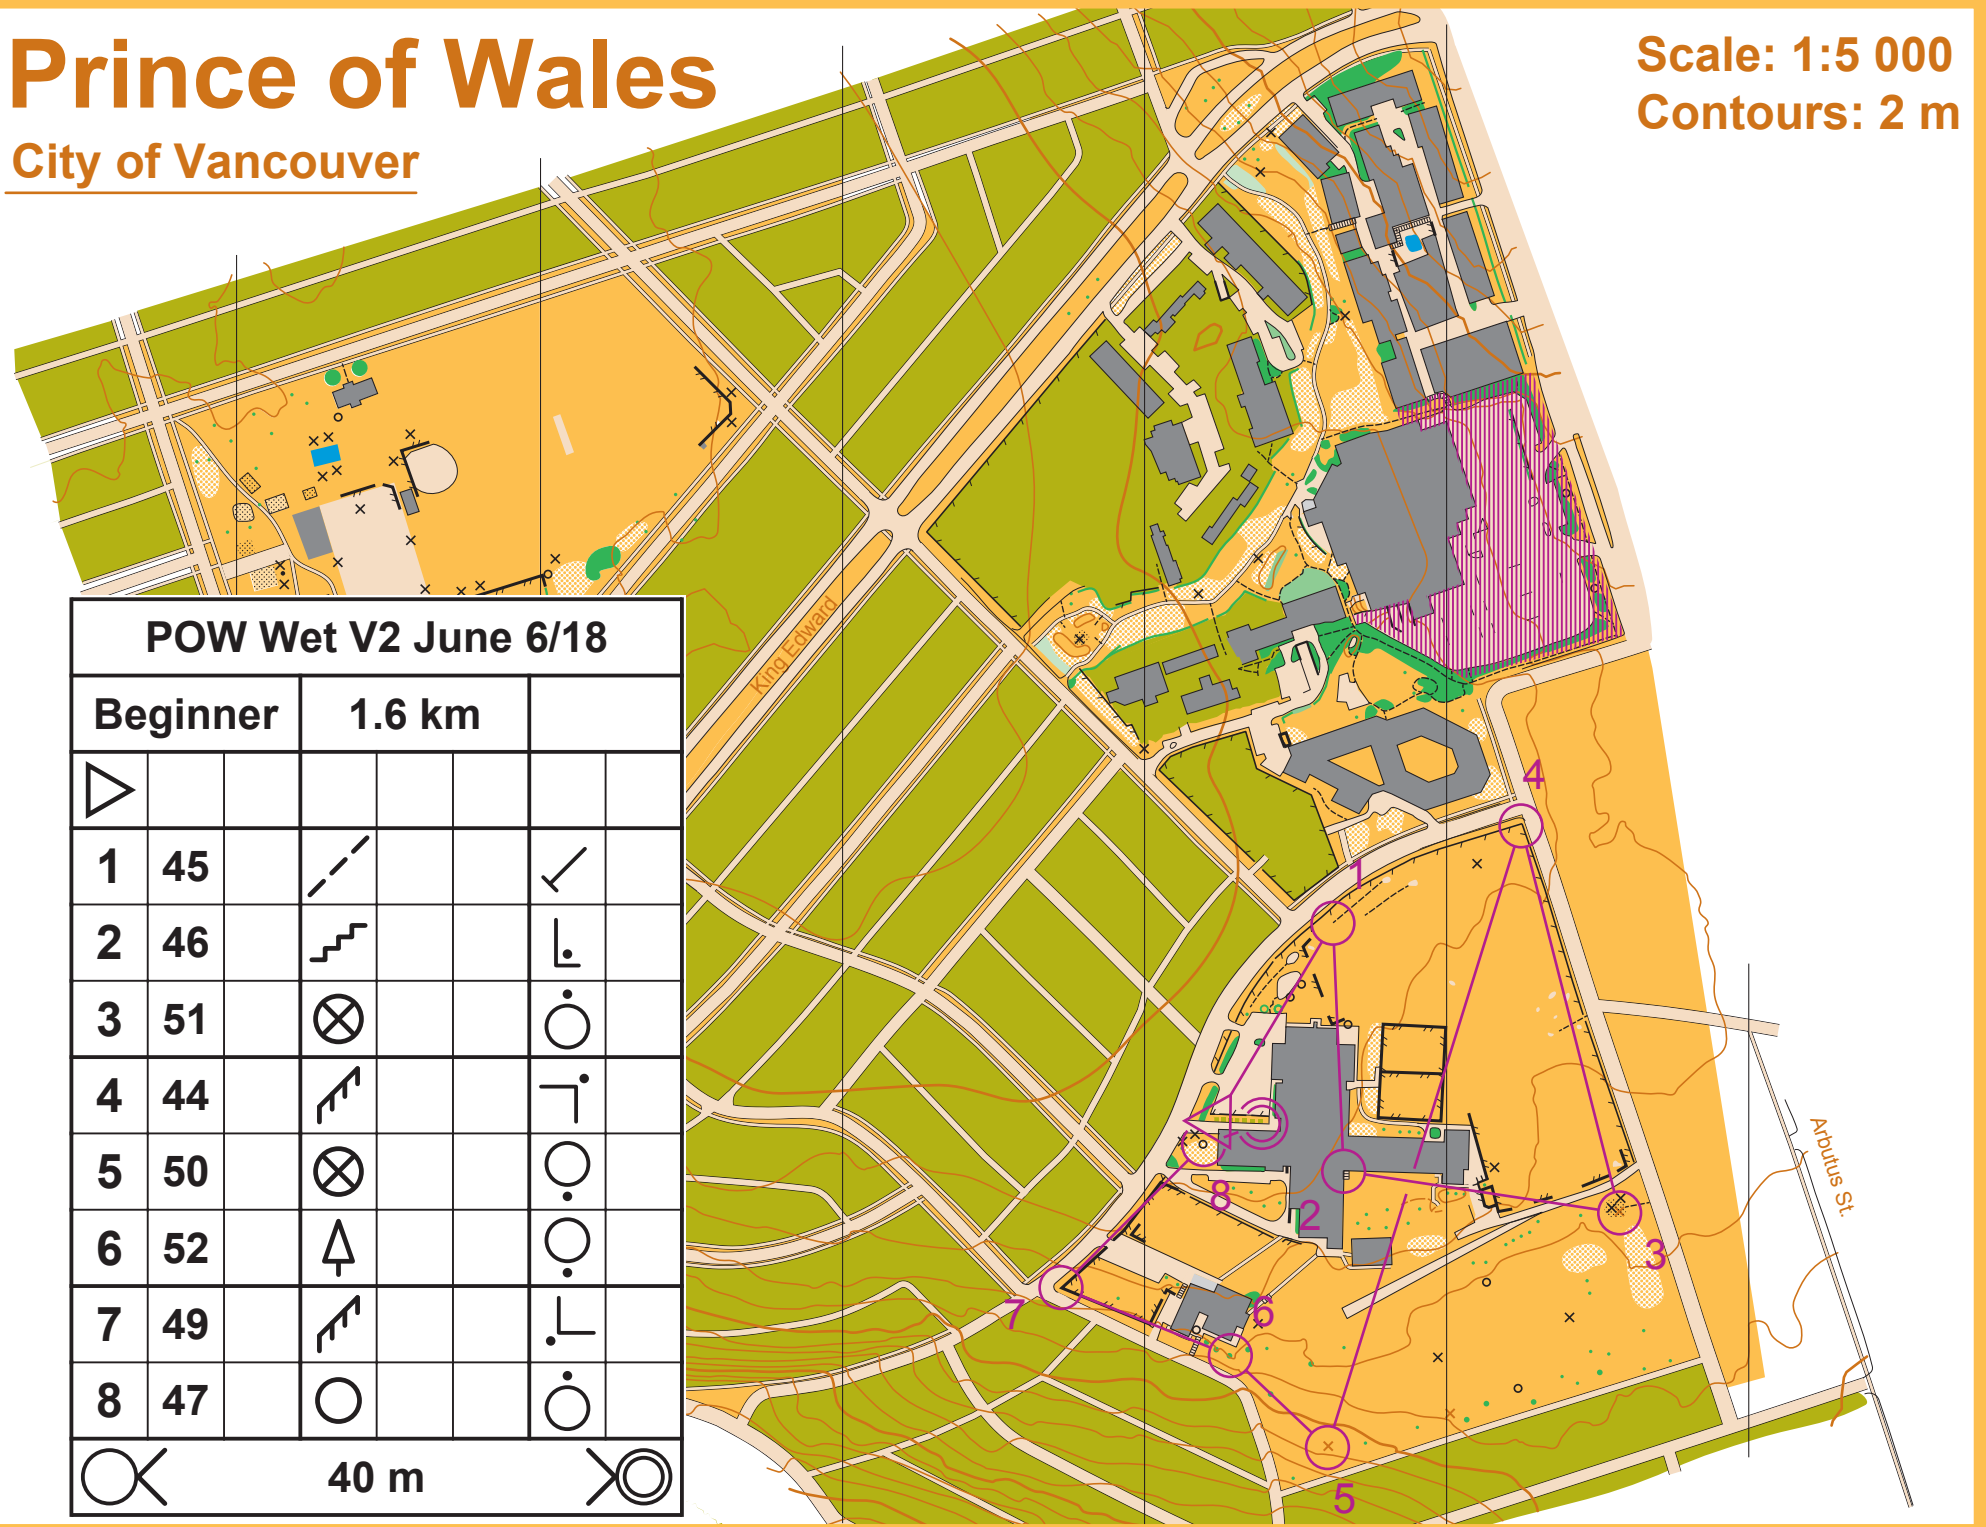 Prince of Wales
City of Vancouver
Scale: 1:5 000
Contours: 2 m
King Edward
Arbutus St.
POW Wet V2 June 6/18
Beginner 1.6 km
1 45
2 46
3 51
4 44
5 50
6 52
7 49
8 47
40 m
4
1
8
2
3
7
6
5